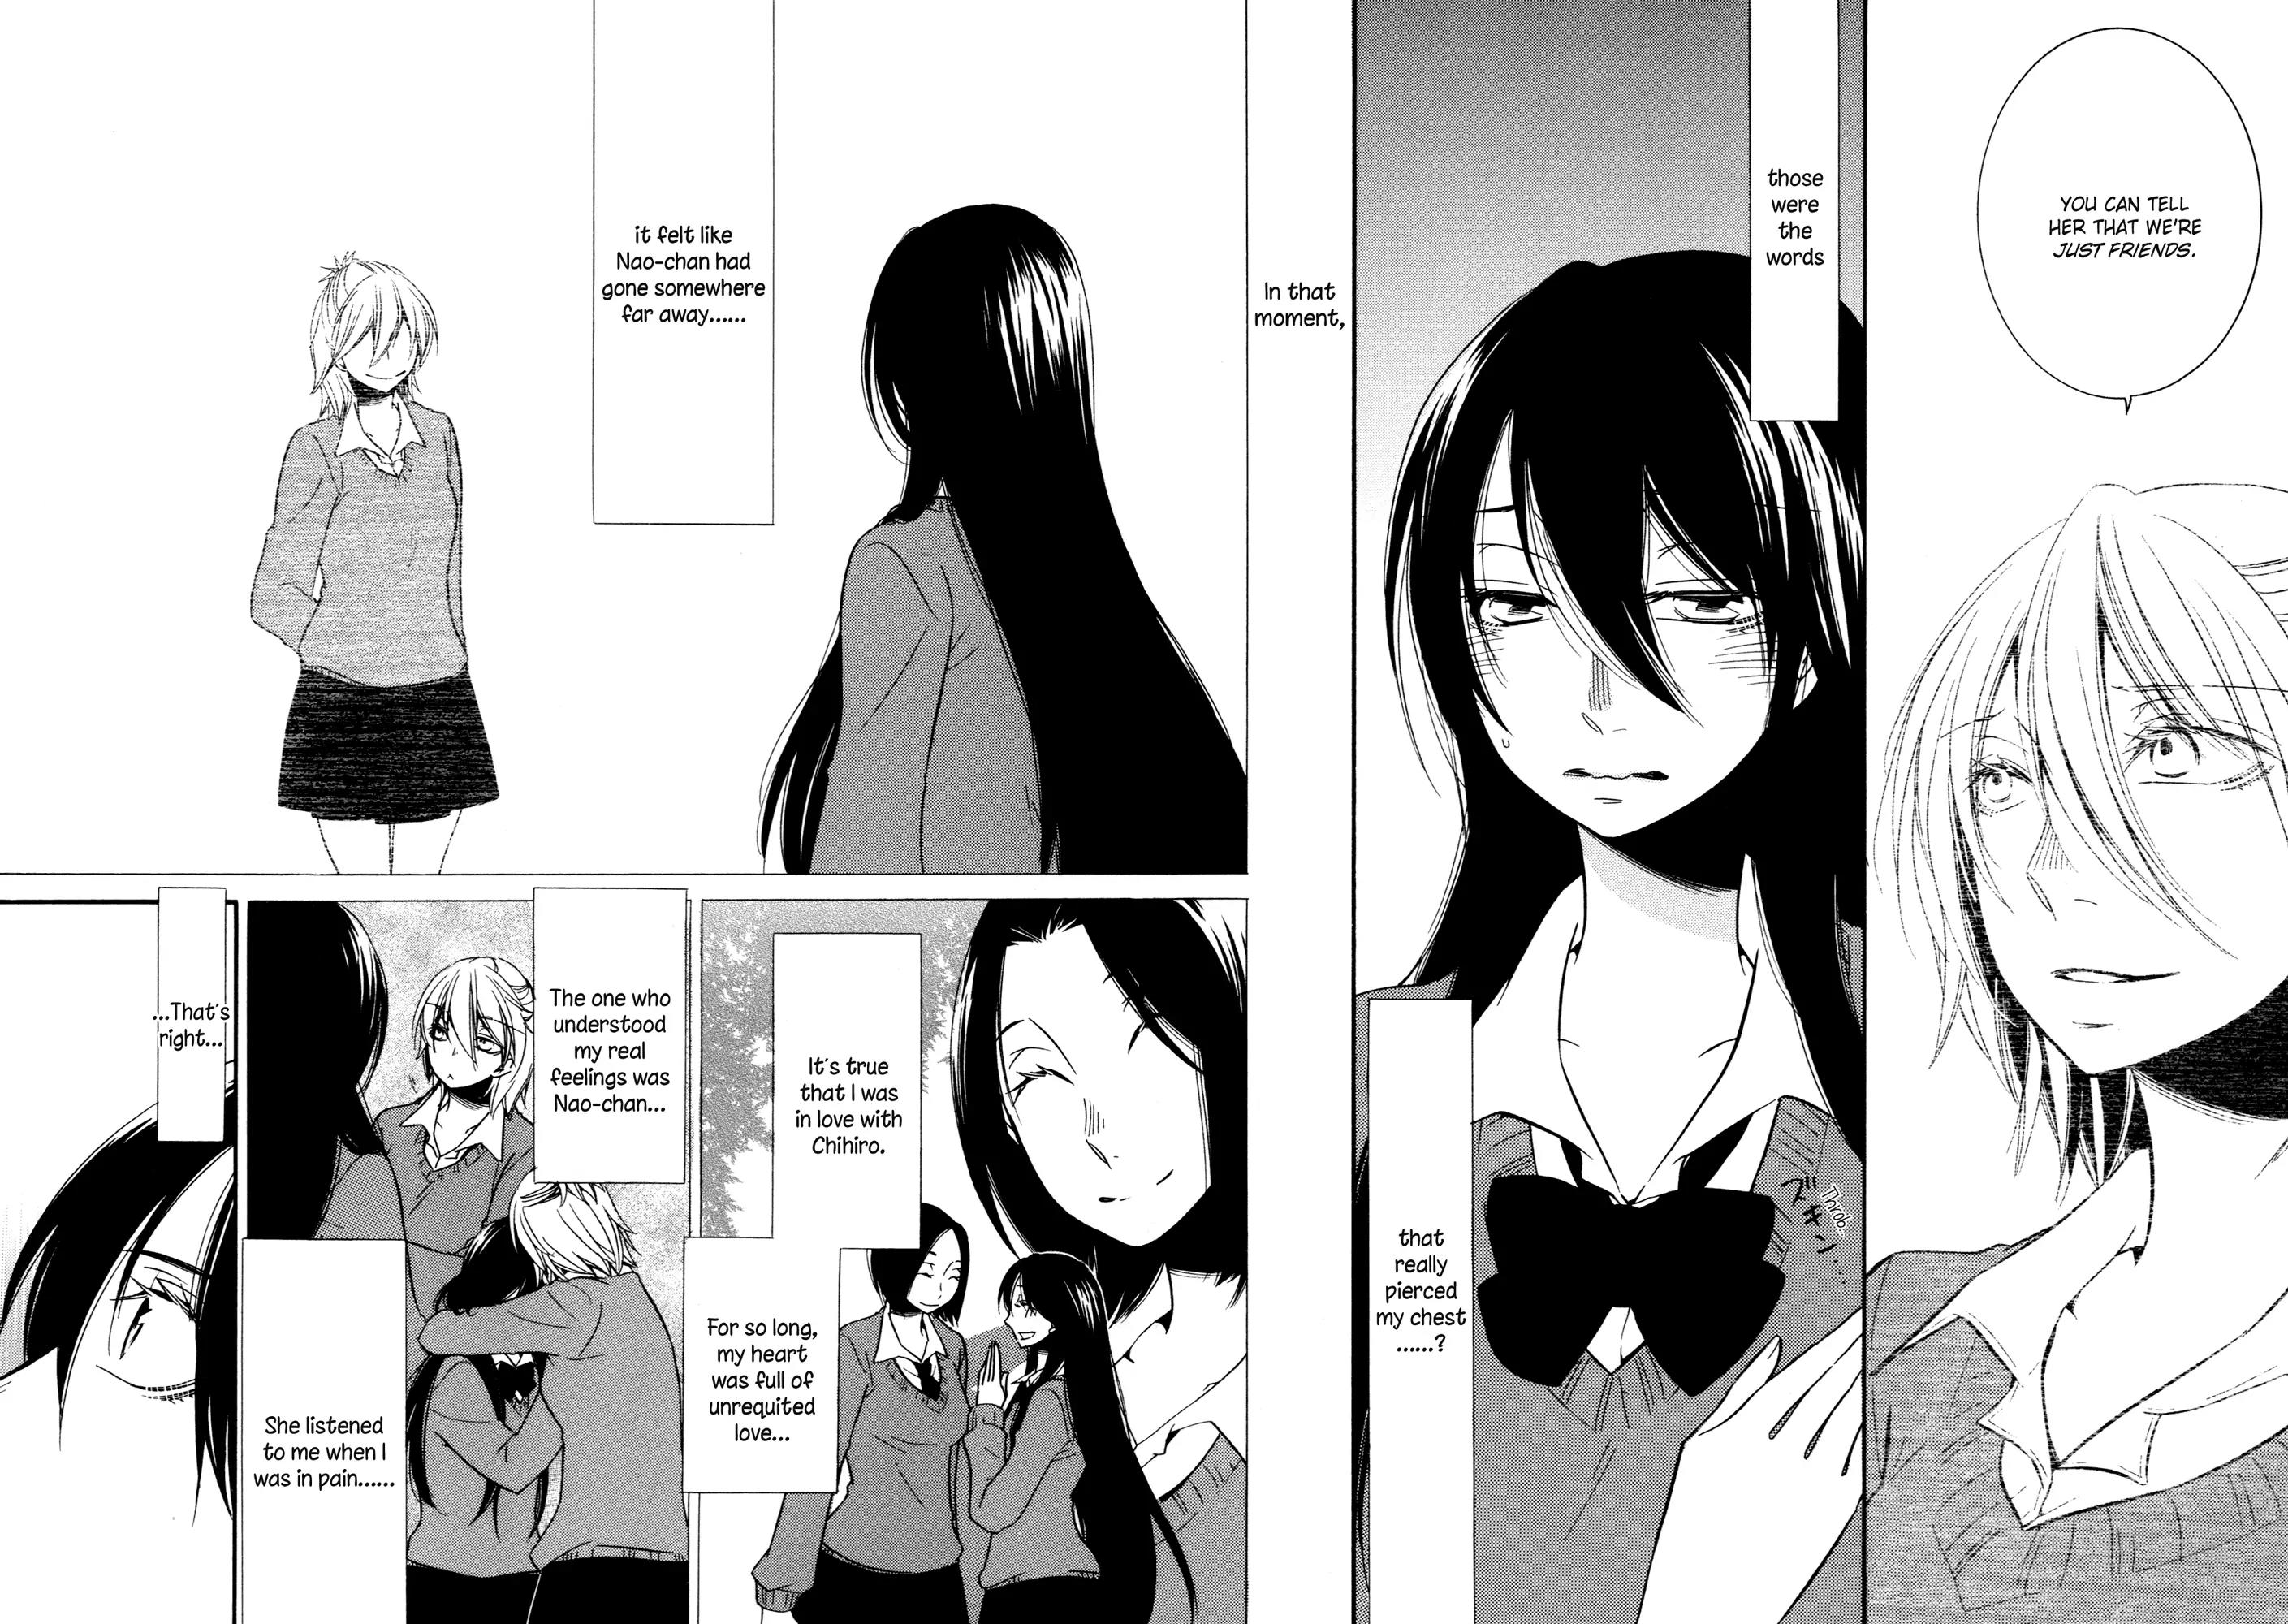 YOU CAN TELL
HER THAT WE'RE
JUST FRIENDS.
those
were
the
words
that
really
pierced
my chest
......?
ズキン……
Throb...
In that
moment,
it felt like
Nao-chan had
gone somewhere
far away......
It's true
that I was
in love with
Chihiro.
For so long,
my heart
was full of
unrequited
love...
The one who
understood
my real
feelings was
Nao-chan...
She listened
to me when I
was in pain......
...That's
right...